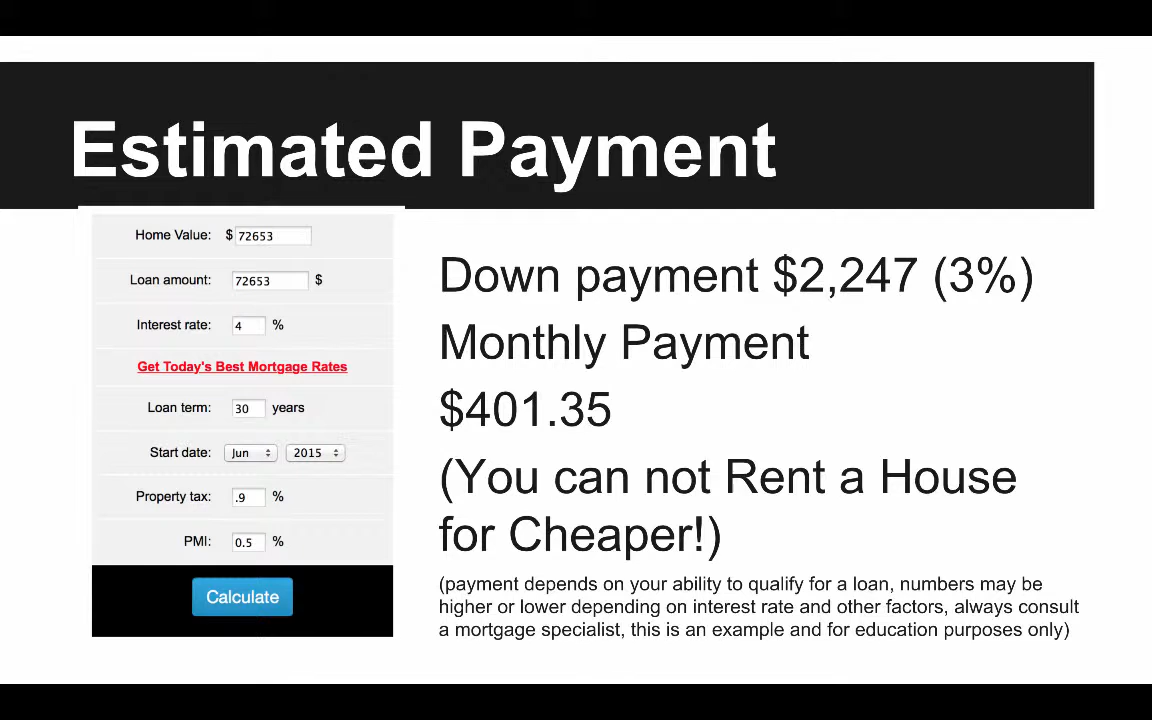 Estimated Payment
Home Value: $ 72653
Loan amount: 72653 $
Interest rate: 4 %
Get Today's Best Mortgage Rates
Loan term: 30 years
Start date: Jun 2015
Property tax: .9 %
PMI: 0.5 %
Calculate
Down payment $2,247 (3%)
Monthly Payment
$401.35
(You can not Rent a House
for Cheaper!)
(payment depends on your ability to qualify for a loan, numbers may be
higher or lower depending on interest rate and other factors, always consult
a mortgage specialist, this is an example and for education purposes only)